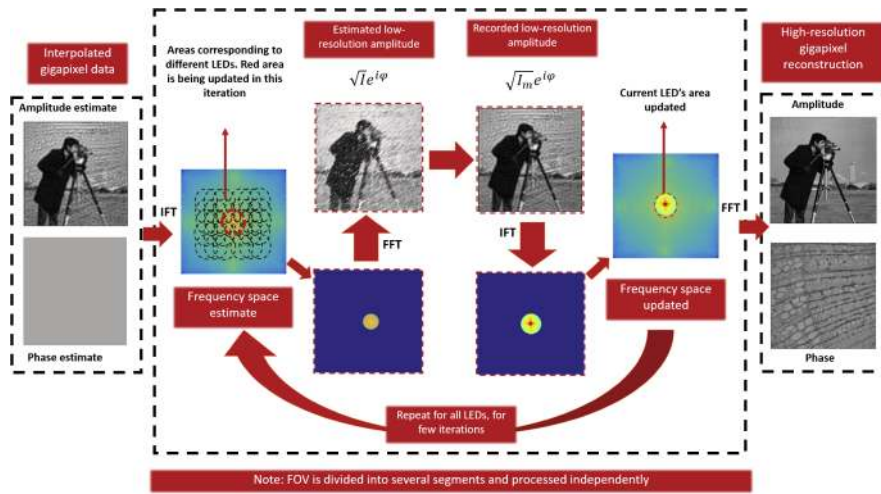 Interpolated
gigapixel data
Amplitude estimate
Phase estimate
IFT
Areas corresponding to
different LEDs. Red area
is being updated in this
iteration
Frequency space
estimate
Estimated low-
resolution amplitude
√I e^{iφ}
FFT
Recorded low-resolution
amplitude
√I_m e^{iφ}
IFT
Current LED's area
updated
Frequency space
updated
FFT
High-resolution
gigapixel
reconstruction
Amplitude
Phase
Repeat for all LEDs, for
few iterations
Note: FOV is divided into several segments and processed independently